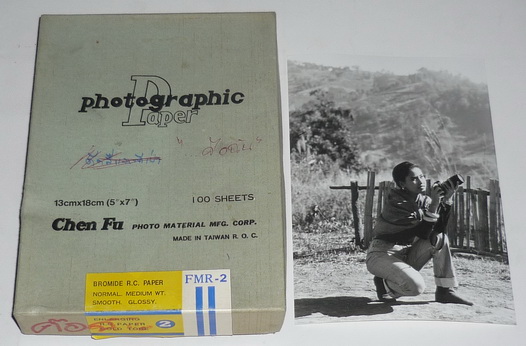 photographic
Paper
13cmx18cm (5"x7")
100 SHEETS
Chen Fu PHOTO MATERIAL MFG. CORP.
MADE IN TAIWAN R. O. C.
BROMIDE R.C. PAPER
NORMAL. MEDIUM WT.
SMOOTH. GLOSSY.
FMR-2
PAPER
2